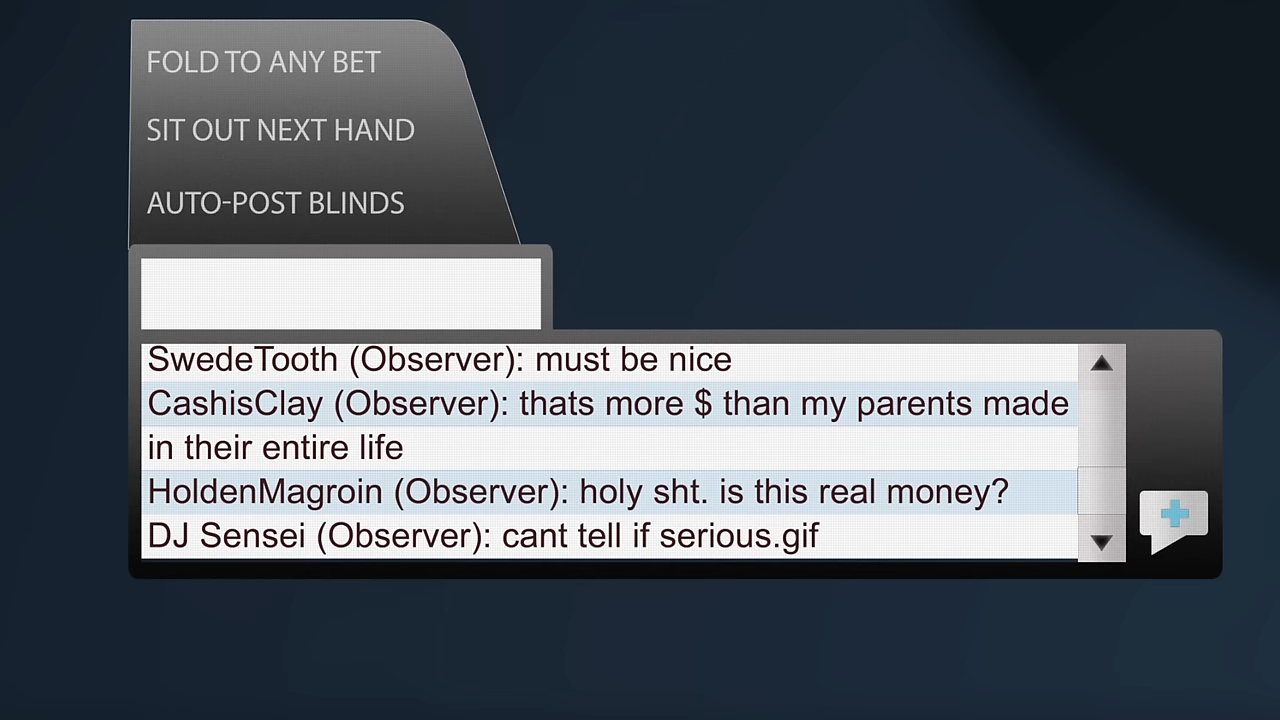 FOLD TO ANY BET
SIT OUT NEXT HAND
AUTO-POST BLINDS
SwedeTooth (Observer): must be nice
CashisClay (Observer): thats more $ than my parents made
in their entire life
HoldenMagroin (Observer): holy sht. is this real money?
DJ Sensei (Observer): cant tell if serious.gif